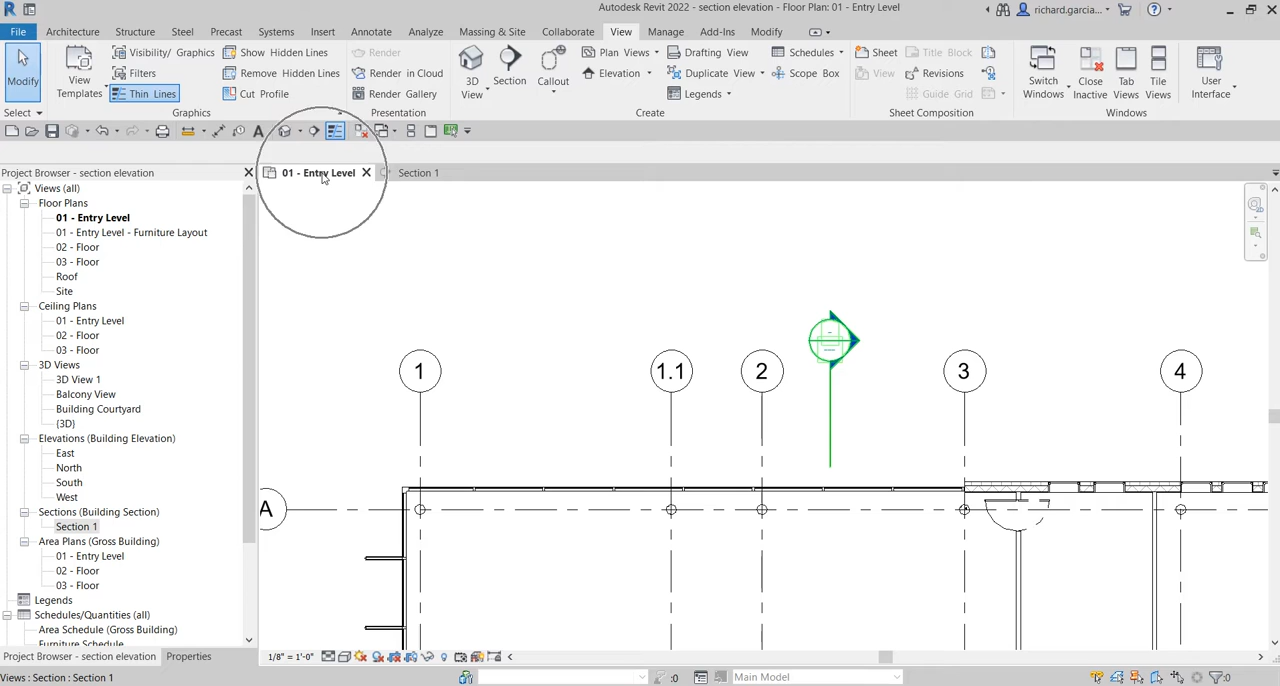 Autodesk Revit 2022 - section elevation - Floor Plan: 01 - Entry Level
richard.garcia...
File Architecture Structure Steel Precast Systems Insert Annotate Analyze Massing & Site Collaborate View Manage Add-Ins Modify
Modify
View Templates
Visibility/ Graphics
Filters
Thin Lines
Show Hidden Lines
Remove Hidden Lines
Cut Profile
Render
Render in Cloud
Render Gallery
3D View
Section
Callout
Plan Views
Elevation
Drafting View
Duplicate View
Legends
Schedules
Scope Box
Sheet
View
Title Block
Revisions
Guide Grid
Switch Windows
Close Inactive
Tab Views
Tile Views
User Interface
Select Graphics Presentation Create Sheet Composition Windows
Project Browser - section elevation
01 - Entry Level
Section 1
Views (all)
Floor Plans
01 - Entry Level
01 - Entry Level - Furniture Layout
02 - Floor
03 - Floor
Roof
Site
Ceiling Plans
01 - Entry Level
02 - Floor
03 - Floor
3D Views
3D View 1
Balcony View
Building Courtyard
{3D}
Elevations (Building Elevation)
East
North
South
West
Sections (Building Section)
Section 1
Area Plans (Gross Building)
01 - Entry Level
02 - Floor
03 - Floor
Legends
Schedules/Quantities (all)
Area Schedule (Gross Building)
Furniture Schedule
1 1.1 2 3 4
A
Project Browser - section elevation Properties
1/8" = 1'-0"
Views : Section : Section 1
:0
Main Model
:0